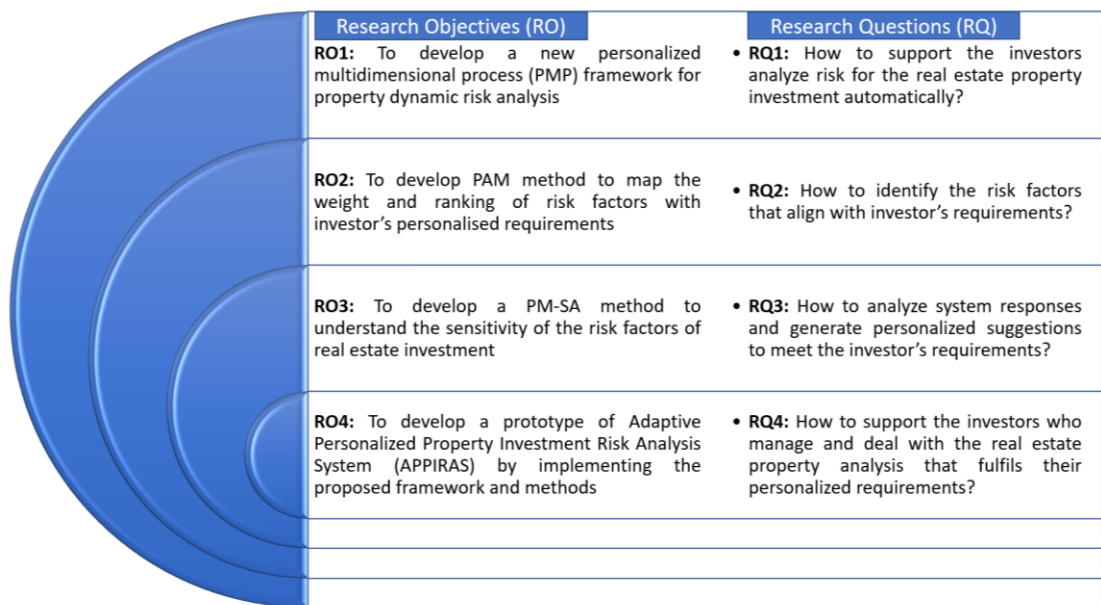 Research Objectives (RO)
RO1: To develop a new personalized
multidimensional process (PMP) framework for
property dynamic risk analysis
RO2: To develop PAM method to map the
weight and ranking of risk factors with
investor's personalised requirements
RO3: To develop a PM-SA method to
understand the sensitivity of the risk factors of
real estate investment
RO4: To develop a prototype of Adaptive
Personalized Property Investment Risk Analysis
System (APPIRAS) by implementing the
proposed framework and methods
Research Questions (RQ)
• RQ1: How to support the investors
analyze risk for the real estate property
investment automatically?
• RQ2: How to identify the risk factors
that align with investor's requirements?
• RQ3: How to analyze system responses
and generate personalized suggestions
to meet the investor's requirements?
• RQ4: How to support the investors who
manage and deal with the real estate
property analysis that fulfils their
personalized requirements?